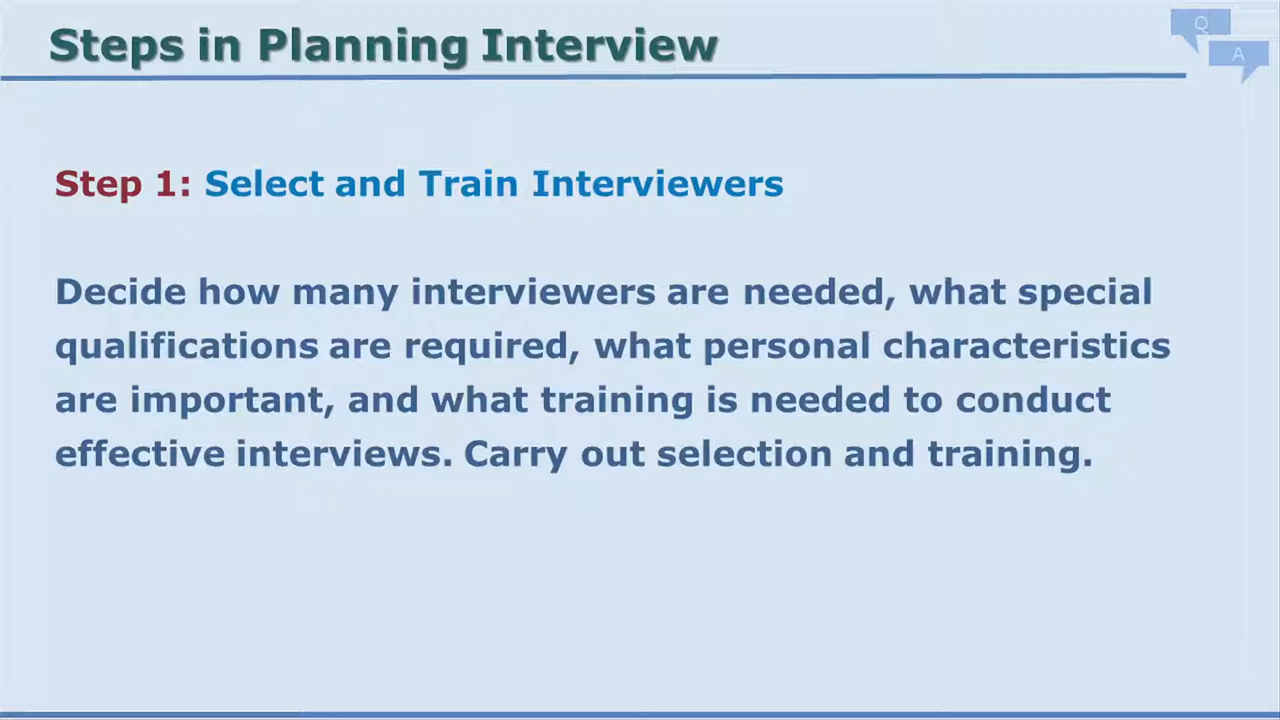 Steps in Planning Interview
Q
A
Step 1: Select and Train Interviewers
Decide how many interviewers are needed, what special
qualifications are required, what personal characteristics
are important, and what training is needed to conduct
effective interviews. Carry out selection and training.